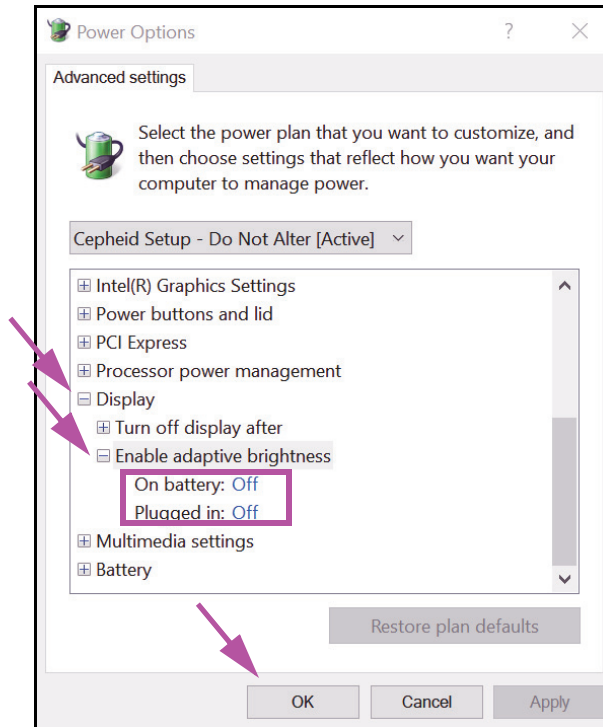 Power Options
?
Advanced settings
Select the power plan that you want to customize, and
then choose settings that reflect how you want your
computer to manage power.
Cepheid Setup - Do Not Alter [Active]
Intel(R) Graphics Settings
Power buttons and lid
PCI Express
Processor power management
Display
Turn off display after
Enable adaptive brightness
On battery: Off
Plugged in: Off
Multimedia settings
Battery
Restore plan defaults
OK Cancel Apply